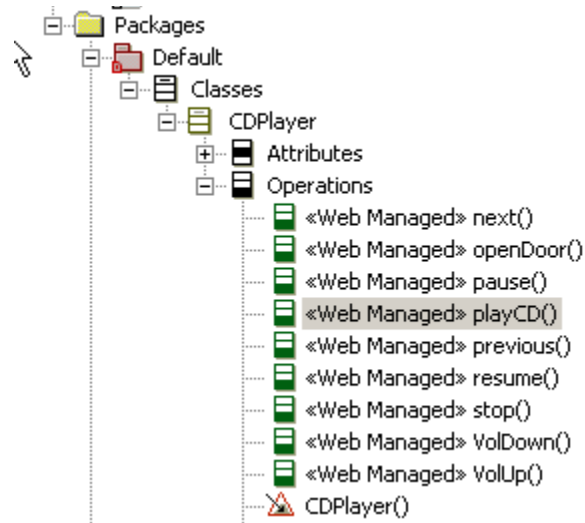 Packages
Default
Classes
CDPlayer
Attributes
Operations
«Web Managed» next()
«Web Managed» openDoor()
«Web Managed» pause()
«Web Managed» playCD()
«Web Managed» previous()
«Web Managed» resume()
«Web Managed» stop()
«Web Managed» VolDown()
«Web Managed» VolUp()
CDPlayer()